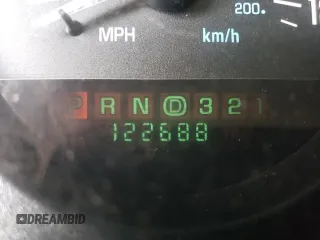 200.
MPH km/h
P R N D 3 2 1
122688
DREAMBID